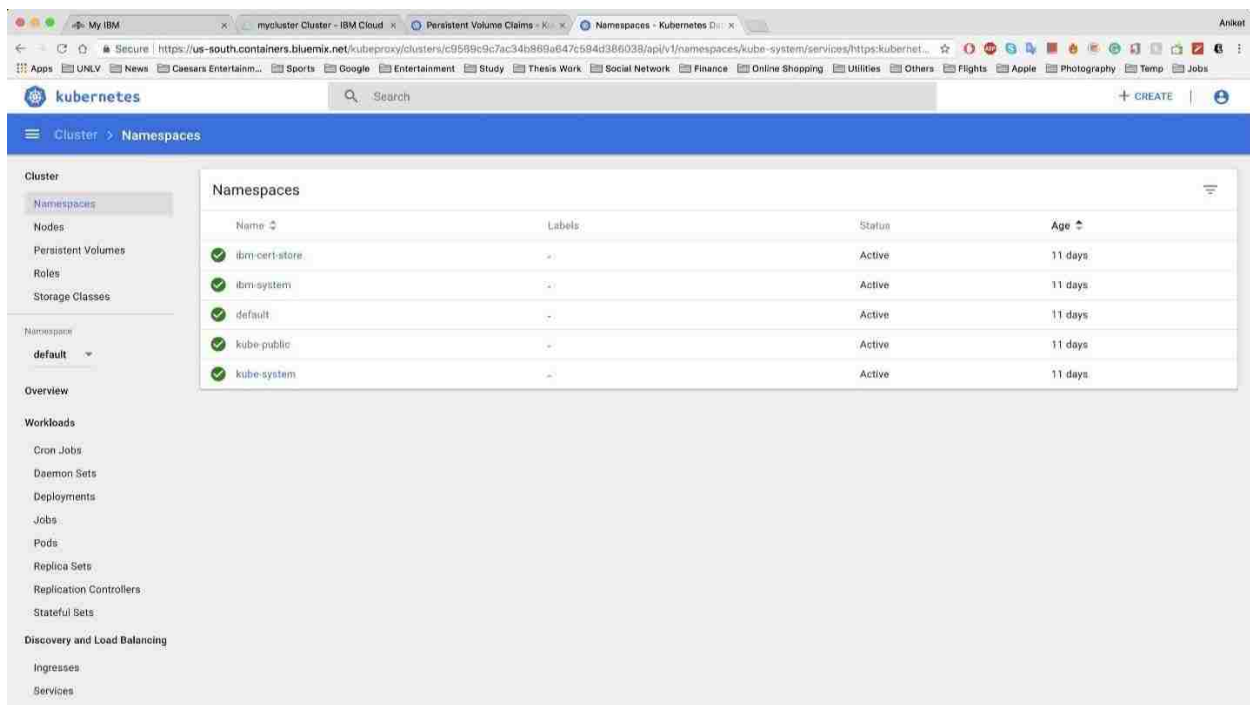 My IBM
mycluster Cluster - IBM Cloud
Persistent Volume Claims - K
Namespaces - Kubernetes Da
Aniket
Secure https://us-south.containers.bluemix.net/kubeproxy/clusters/c9569c9c7ac34b969a647c594d386038/api/v1/namespaces/kube-system/services/https:kubernet...
Apps UNLV News Caesars Entertainm... Sports Google Entertainment Study Thesis Work Social Network Finance Online Shopping Utilities Others Flights Apple Photography Temp Jobs
kubernetes
Search
+ CREATE
Cluster > Namespaces
Cluster
Namespaces
Nodes
Persistent Volumes
Roles
Storage Classes
Namespace
default
Overview
Workloads
Cron Jobs
Daemon Sets
Deployments
Jobs
Pods
Replica Sets
Replication Controllers
Stateful Sets
Discovery and Load Balancing
Ingresses
Services
Namespaces
Name Labels Status Age
ibm-cert-store - Active 11 days
ibm-system - Active 11 days
default - Active 11 days
kube-public - Active 11 days
kube-system - Active 11 days